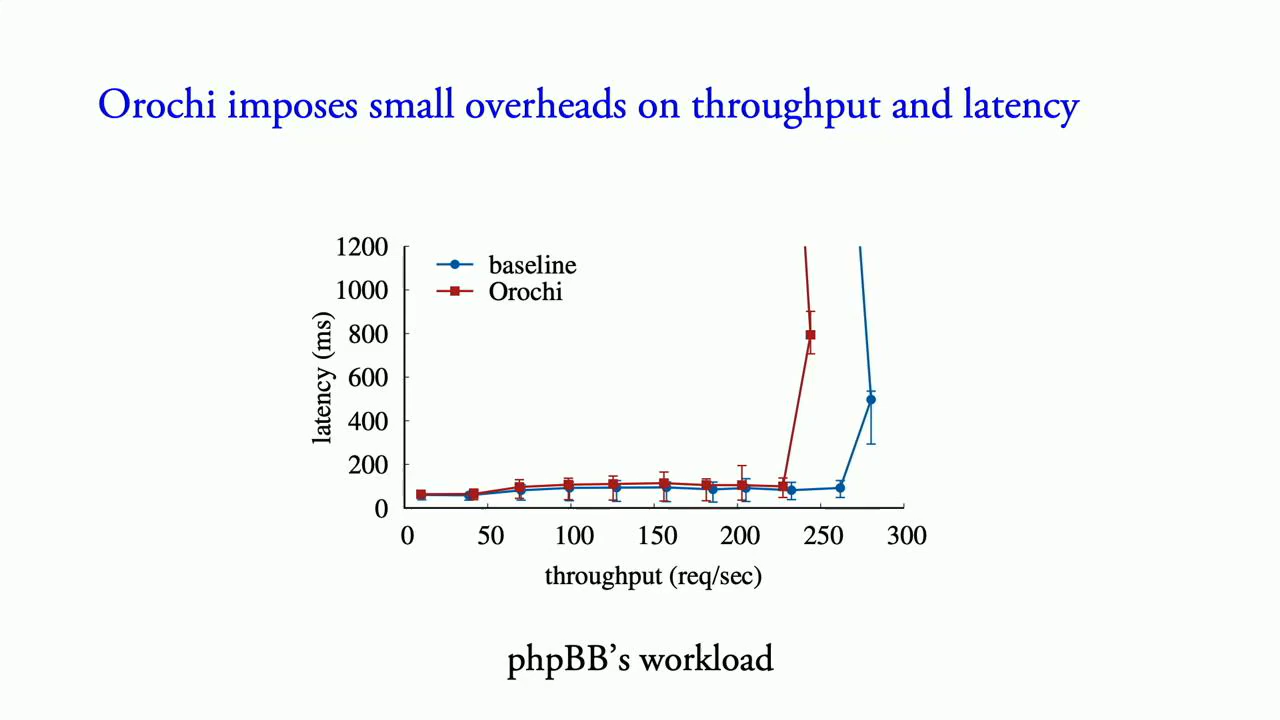 Orochi imposes small overheads on throughput and latency
1200
1000
800
600
400
200
0
latency (ms)
baseline
Orochi
0 50 100 150 200 250 300
throughput (req/sec)
phpBB’s workload